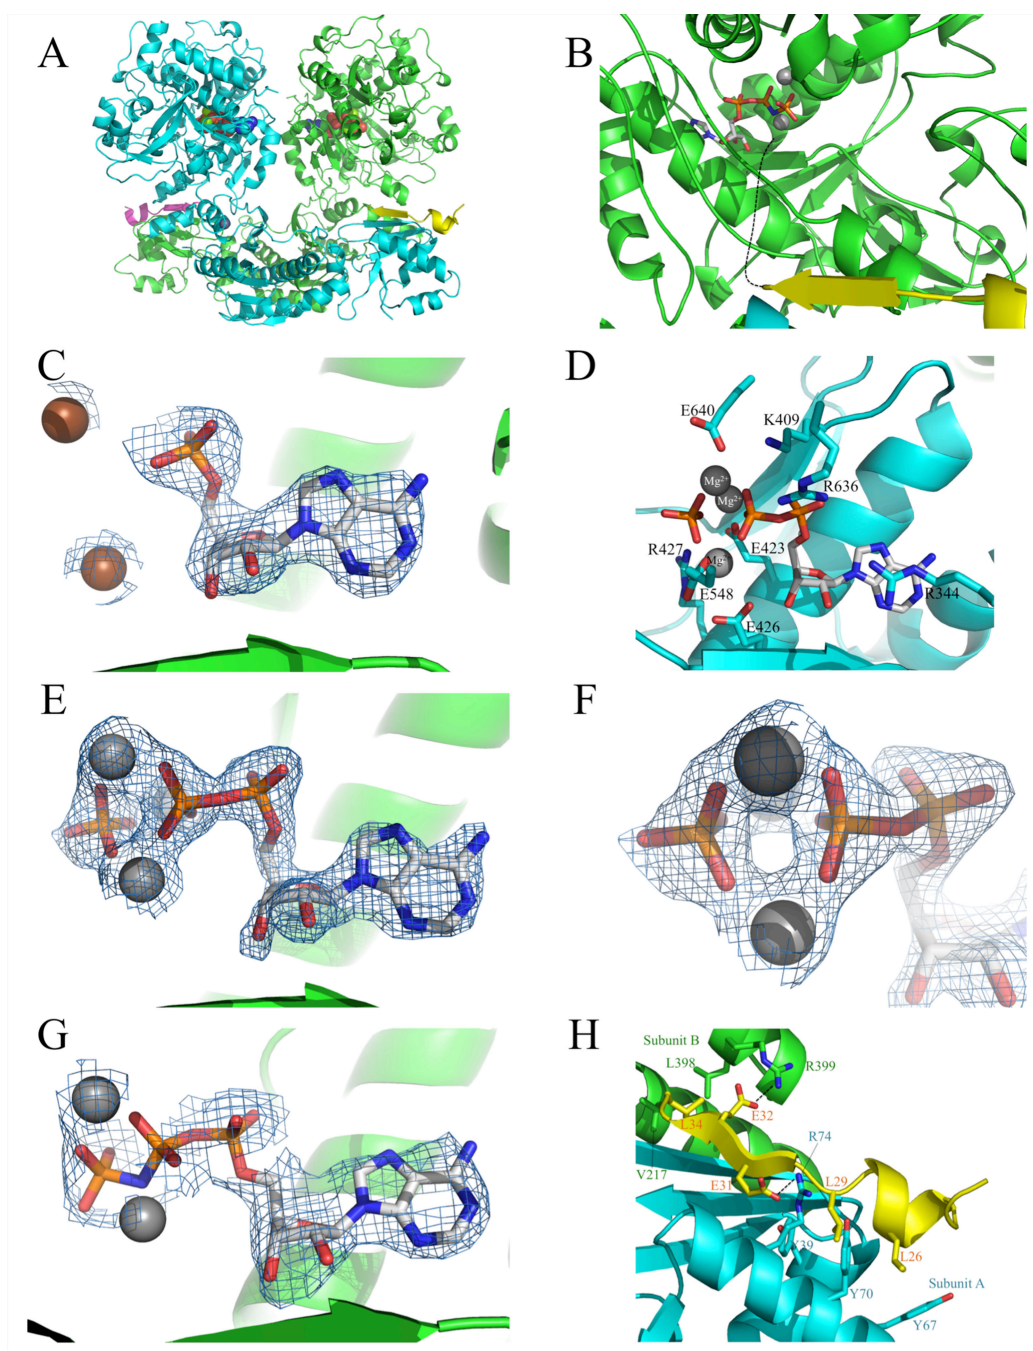 A
B
C
D
E640
K409
Mg²⁺
Mg²⁺
R636
R427
E423
Mg²
E548
R344
E426
E
F
G
H
Subunit B
L398
R399
L34
E32
R74
V217
E31
L29
Y39
L26
Y70
Subunit A
Y67